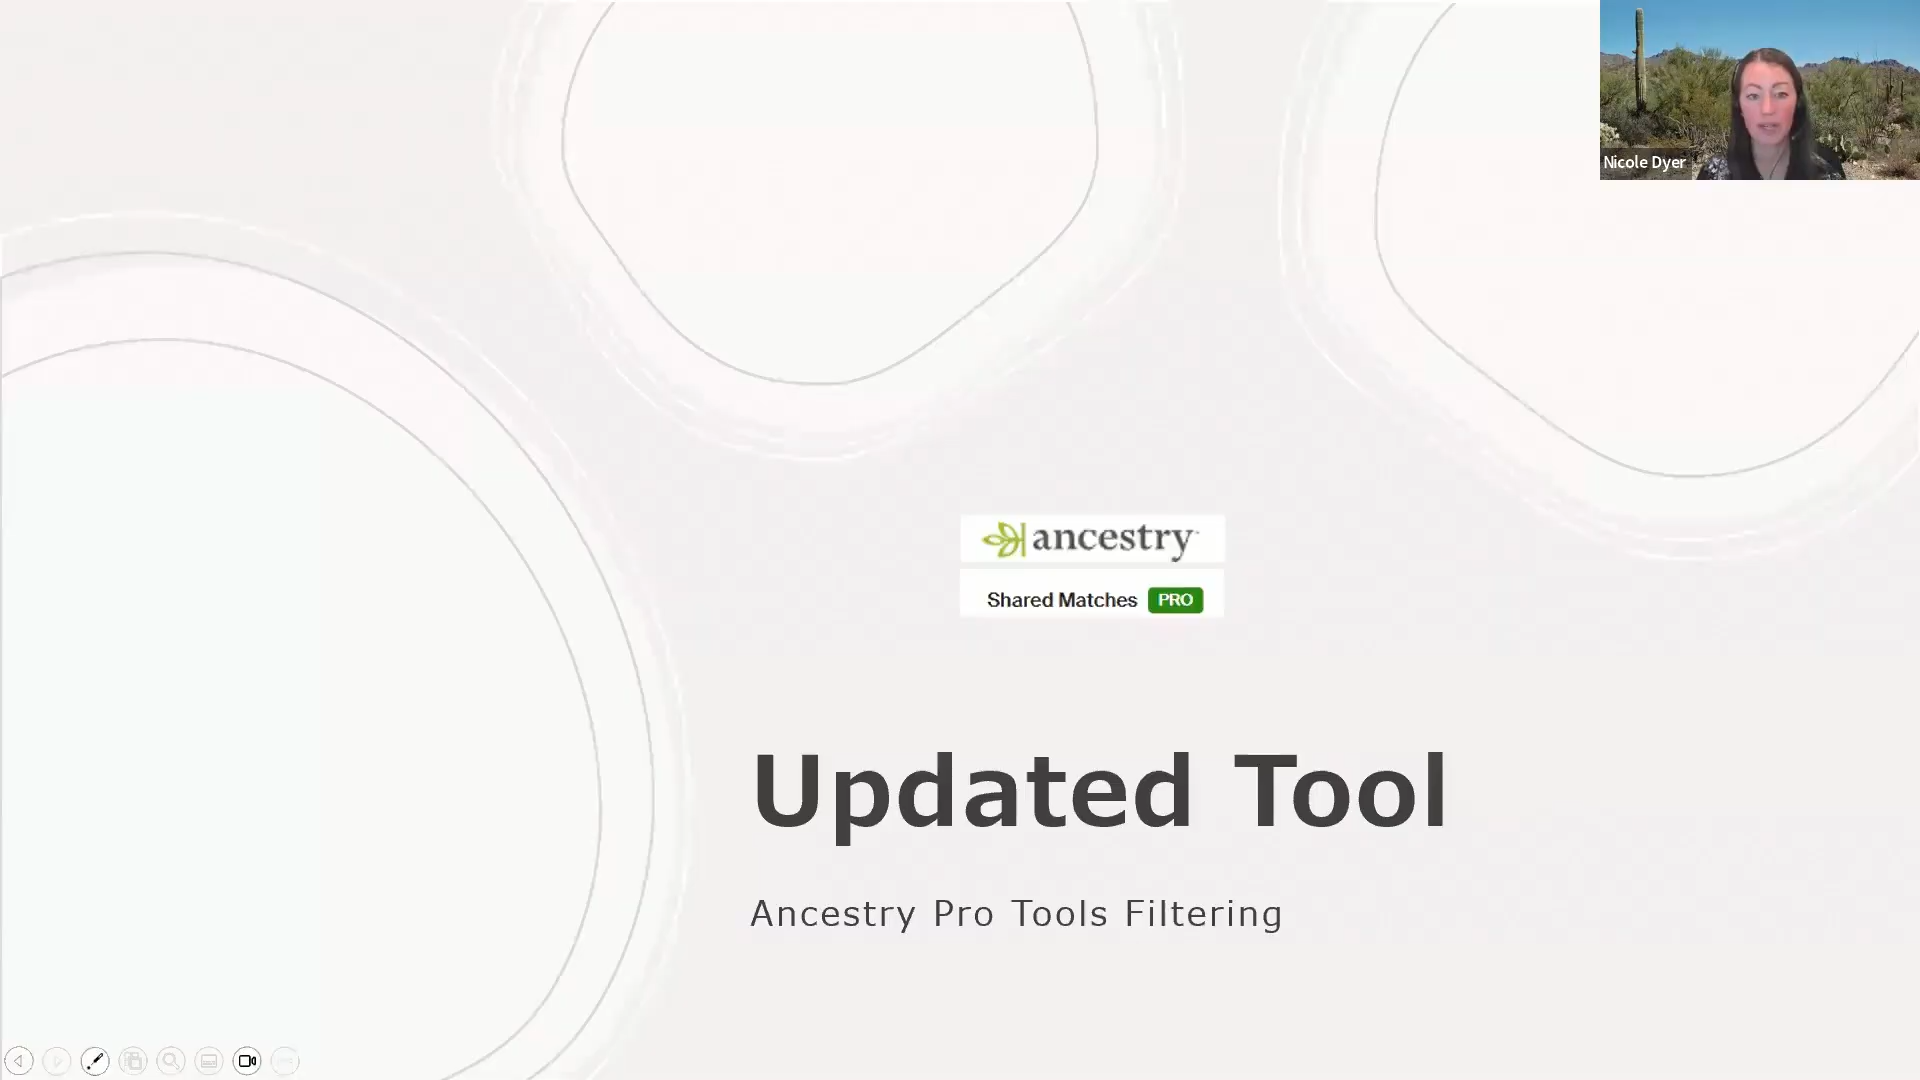 Nicole Dyer
ancestry
Shared Matches PRO
Updated Tool
Ancestry Pro Tools Filtering